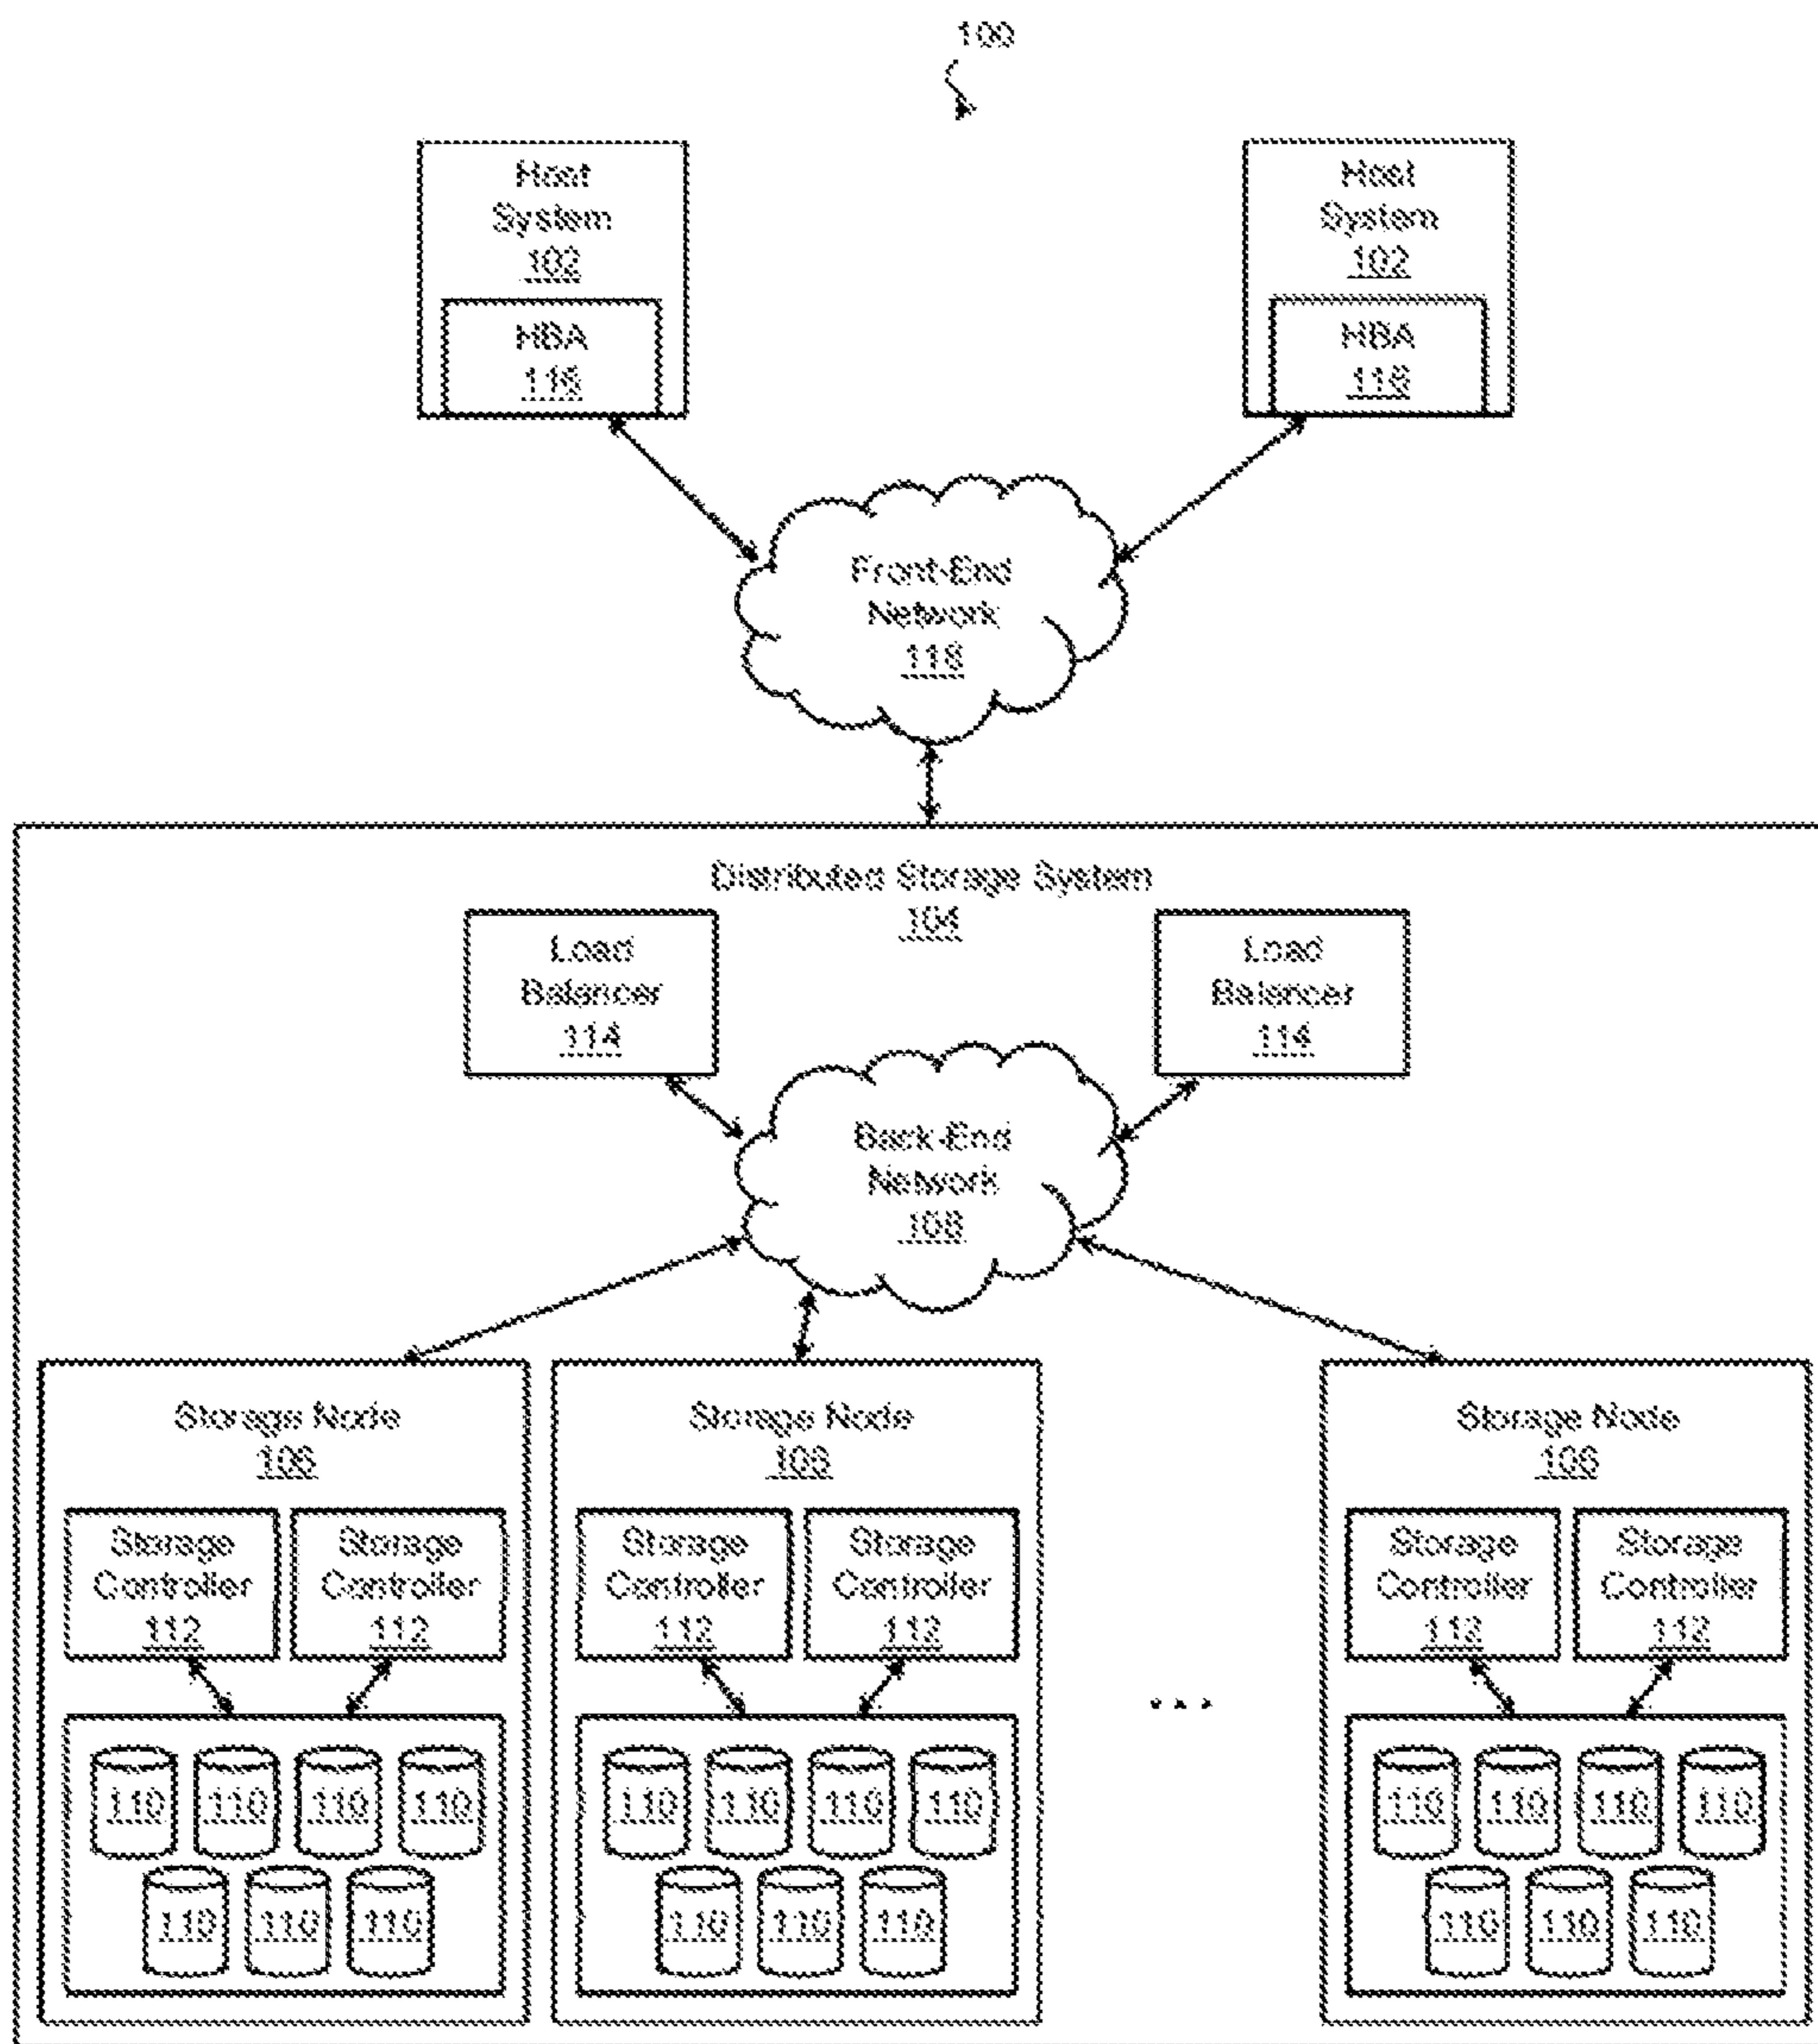 100
Host
System
102
HBA
116
Host
System
102
HBA
116
Front-End
Network
118
Distributed Storage System
104
Load
Balancer
114
Load
Balancer
114
Back-End
Network
108
Storage Node
106
Storage
Controller
112
Storage
Controller
112
110 110 110 110
110 110 110
Storage Node
106
Storage
Controller
112
Storage
Controller
112
110 110 110 110
110 110 110
...
Storage Node
106
Storage
Controller
112
Storage
Controller
112
110 110 110 110
110 110 110